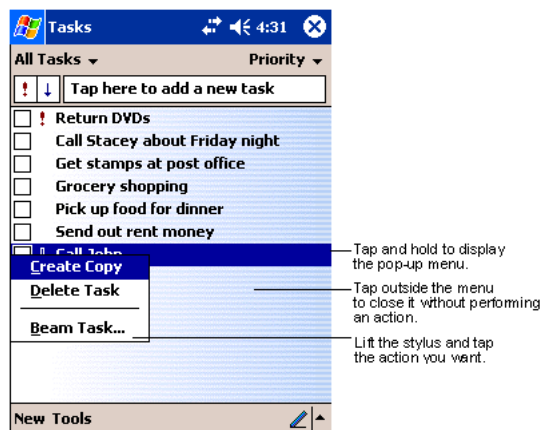 Tasks 4:31
All Tasks Priority
! ↓ Tap here to add a new task
! Return DVDs
Call Stacey about Friday night
Get stamps at post office
Grocery shopping
Pick up food for dinner
Send out rent money
↓ Call John
Create Copy
Delete Task
Beam Task...
Tap and hold to display
the pop-up menu.
Tap outside the menu
to close it without performing
an action.
Lift the stylus and tap
the action you want.
New Tools